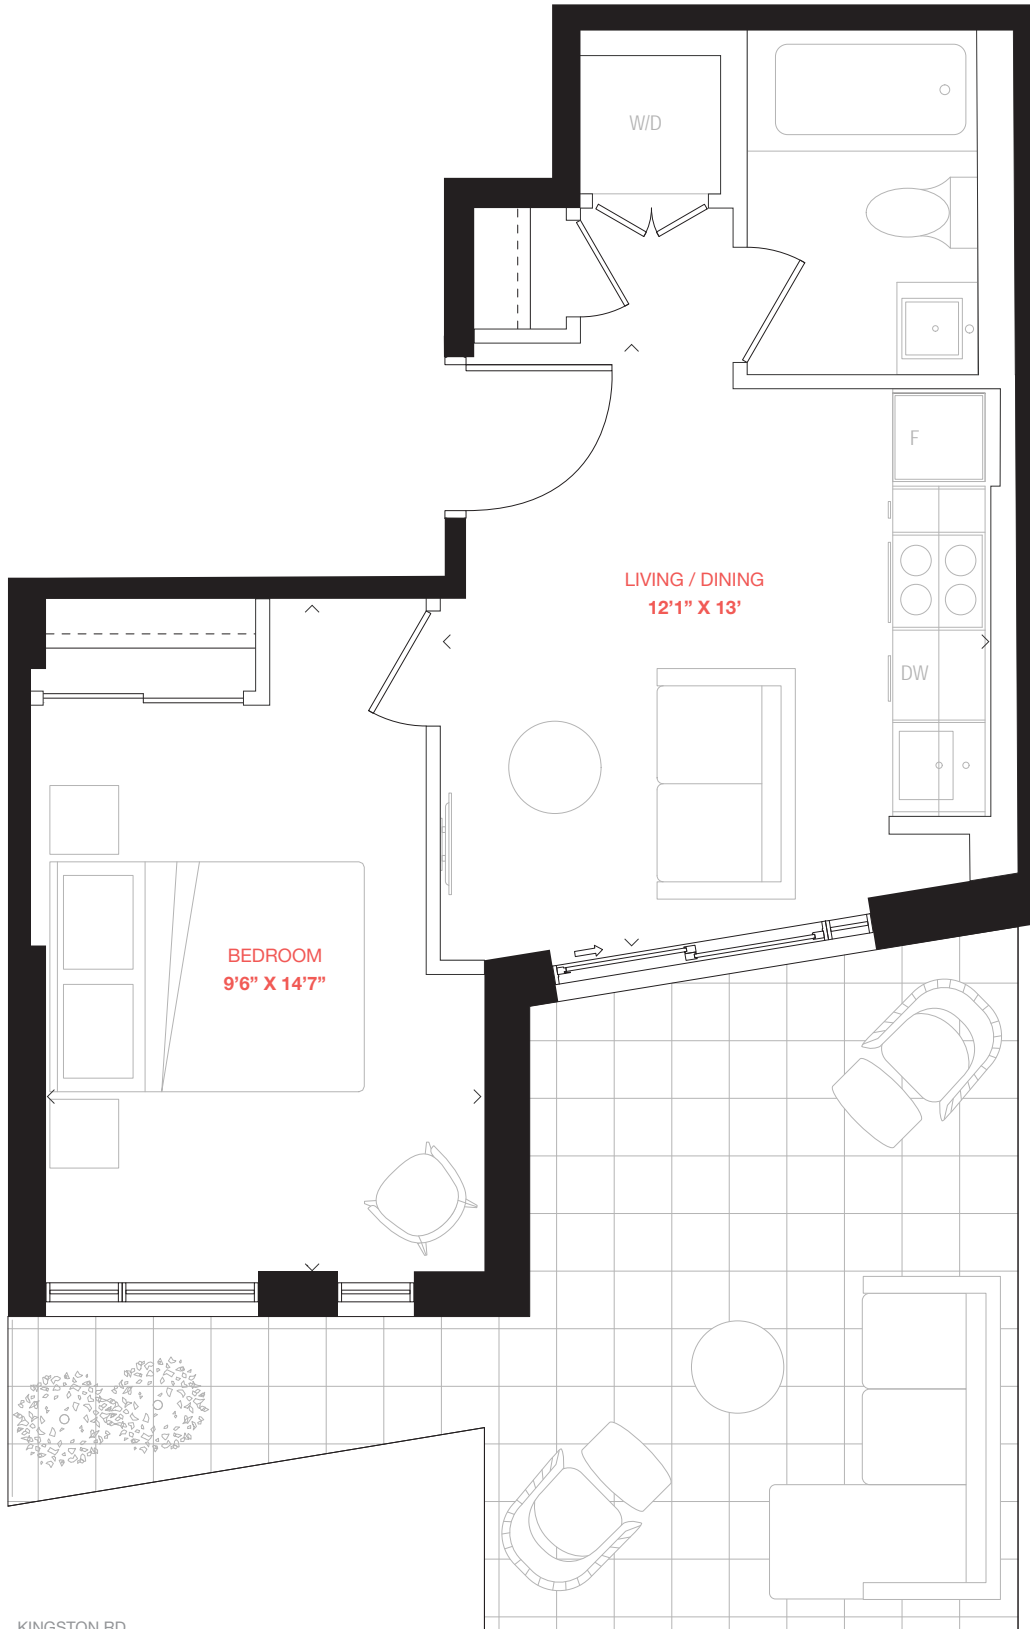 W/D
F
LIVING / DINING
12’1” X 13’
DW
BEDROOM
9’6” X 14’7”
KINGSTON RD